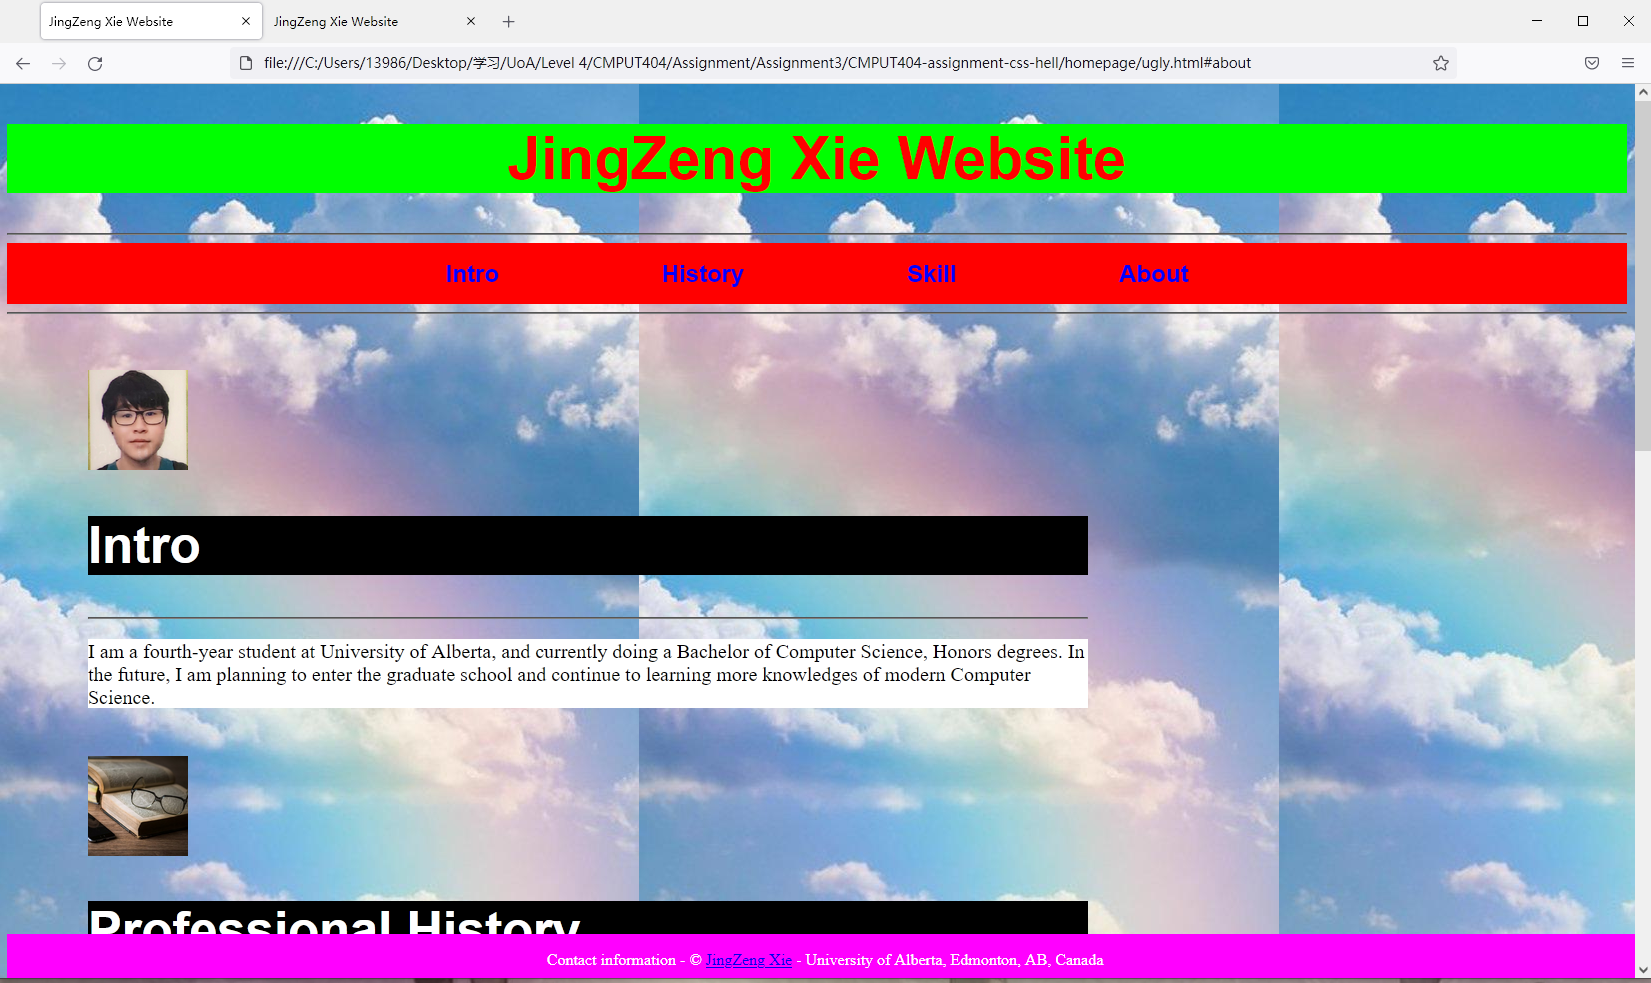 JingZeng Xie Website
JingZeng Xie Website
file:///C:/Users/13986/Desktop/学习/UoA/Level 4/CMPUT404/Assignment/Assignment3/CMPUT404-assignment-css-hell/homepage/ugly.html#about
JingZeng Xie Website
Intro History Skill About
Intro
I am a fourth-year student at University of Alberta, and currently doing a Bachelor of Computer Science, Honors degrees. In
the future, I am planning to enter the graduate school and continue to learning more knowledges of modern Computer
Science.
Professional History
Contact information - © JingZeng Xie - University of Alberta, Edmonton, AB, Canada